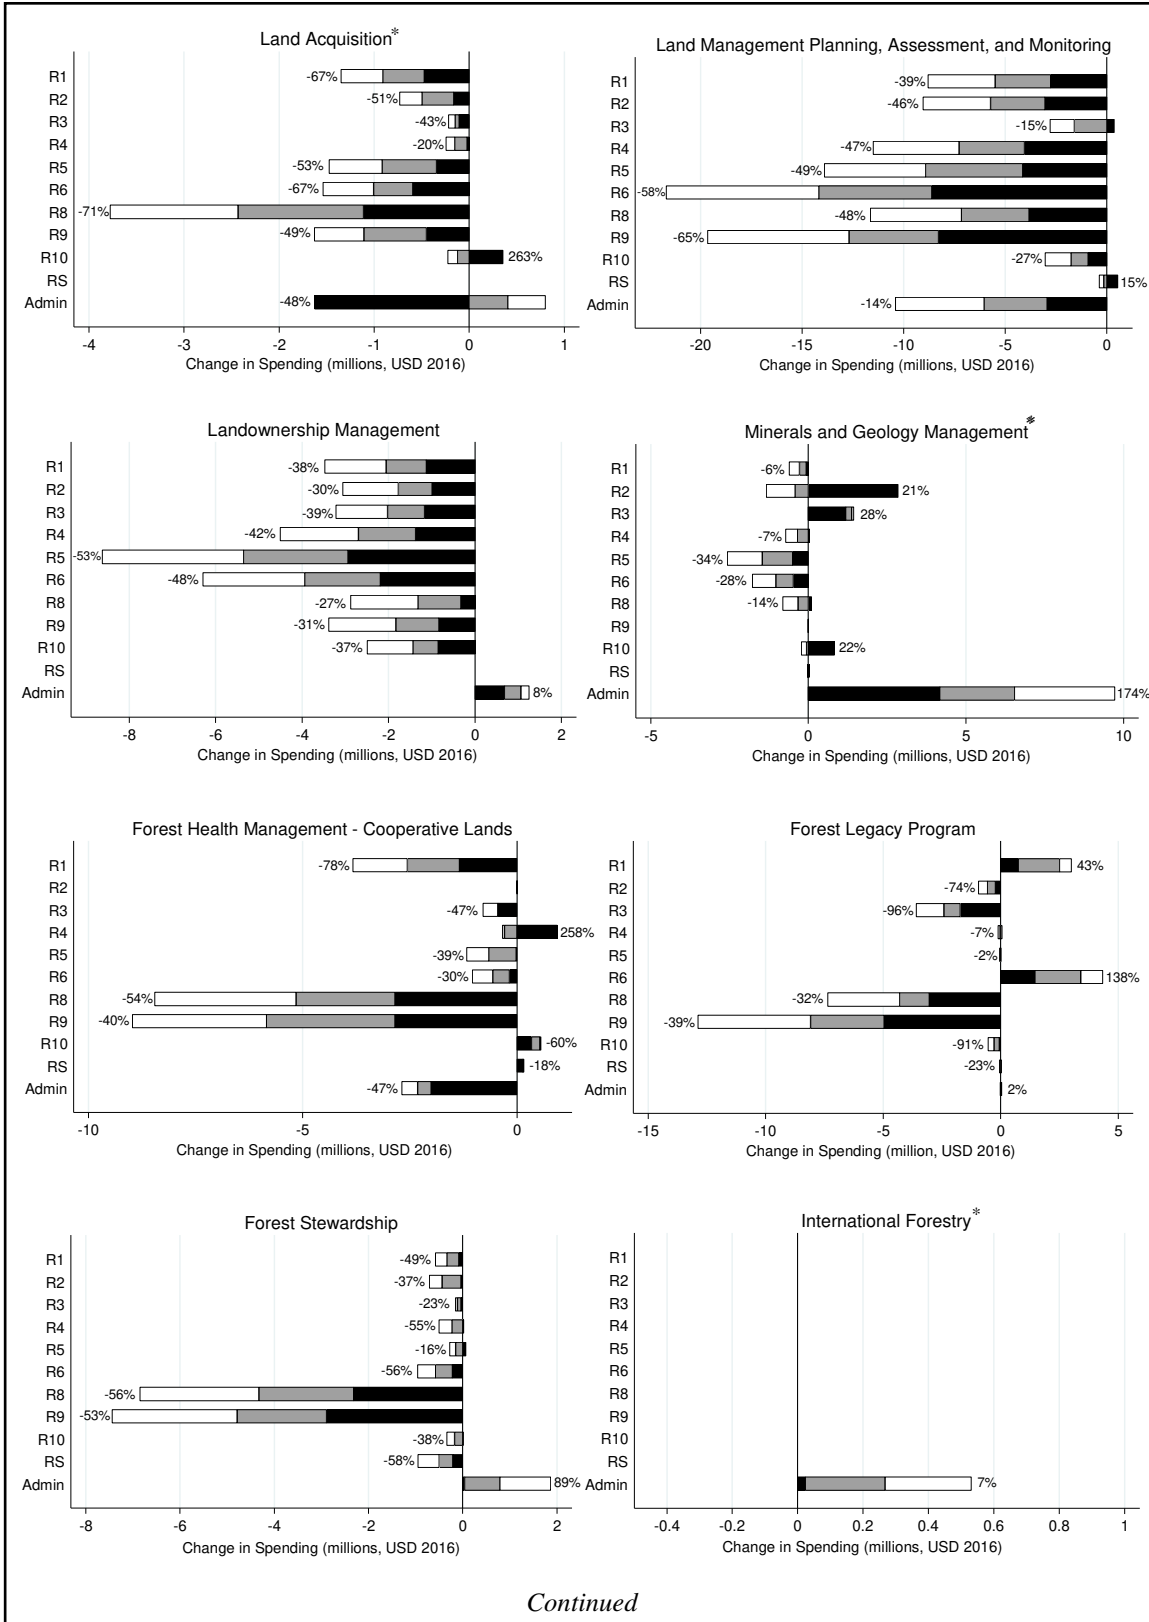 Land Acquisition*
R1
-67%
R2
-51%
R3
-43%
R4
-20%
R5
-53%
R6
-67%
R8
-71%
R9
-49%
R10
263%
RS
Admin
-48%
-4 -3 -2 -1 0 1
Change in Spending (millions, USD 2016)
Land Management Planning, Assessment, and Monitoring
R1
-39%
R2
-46%
R3
-15%
R4
-47%
R5
-49%
R6
-58%
R8
-48%
R9
-65%
R10
-27%
RS
15%
Admin
-14%
-20 -15 -10 -5 0
Change in Spending (millions, USD 2016)
Landownership Management
R1
-38%
R2
-30%
R3
-39%
R4
-42%
R5
-53%
R6
-48%
R8
-27%
R9
-31%
R10
-37%
RS
Admin
8%
-8 -6 -4 -2 0 2
Change in Spending (millions, USD 2016)
Minerals and Geology Management*
R1
-6%
R2
21%
R3
28%
R4
-7%
R5
-34%
R6
-28%
R8
-14%
R9
R10
22%
RS
Admin
174%
-5 0 5 10
Change in Spending (millions, USD 2016)
Forest Health Management - Cooperative Lands
R1
-78%
R2
R3
-47%
R4
258%
R5
-39%
R6
-30%
R8
-54%
R9
-40%
R10
-60%
RS
-18%
Admin
-47%
-10 -5 0
Change in Spending (millions, USD 2016)
Forest Legacy Program
R1
43%
R2
-74%
R3
-96%
R4
-7%
R5
-2%
R6
138%
R8
-32%
R9
-39%
R10
-91%
RS
-23%
Admin
2%
-15 -10 -5 0 5
Change in Spending (million, USD 2016)
Forest Stewardship
R1
-49%
R2
-37%
R3
-23%
R4
-55%
R5
-16%
R6
-56%
R8
-56%
R9
-53%
R10
-38%
RS
-58%
Admin
89%
-8 -6 -4 -2 0 2
Change in Spending (millions, USD 2016)
International Forestry*
R1
R2
R3
R4
R5
R6
R8
R9
R10
RS
Admin
7%
-0.4 -0.2 0 0.2 0.4 0.6 0.8 1
Change in Spending (millions, USD 2016)
Continued